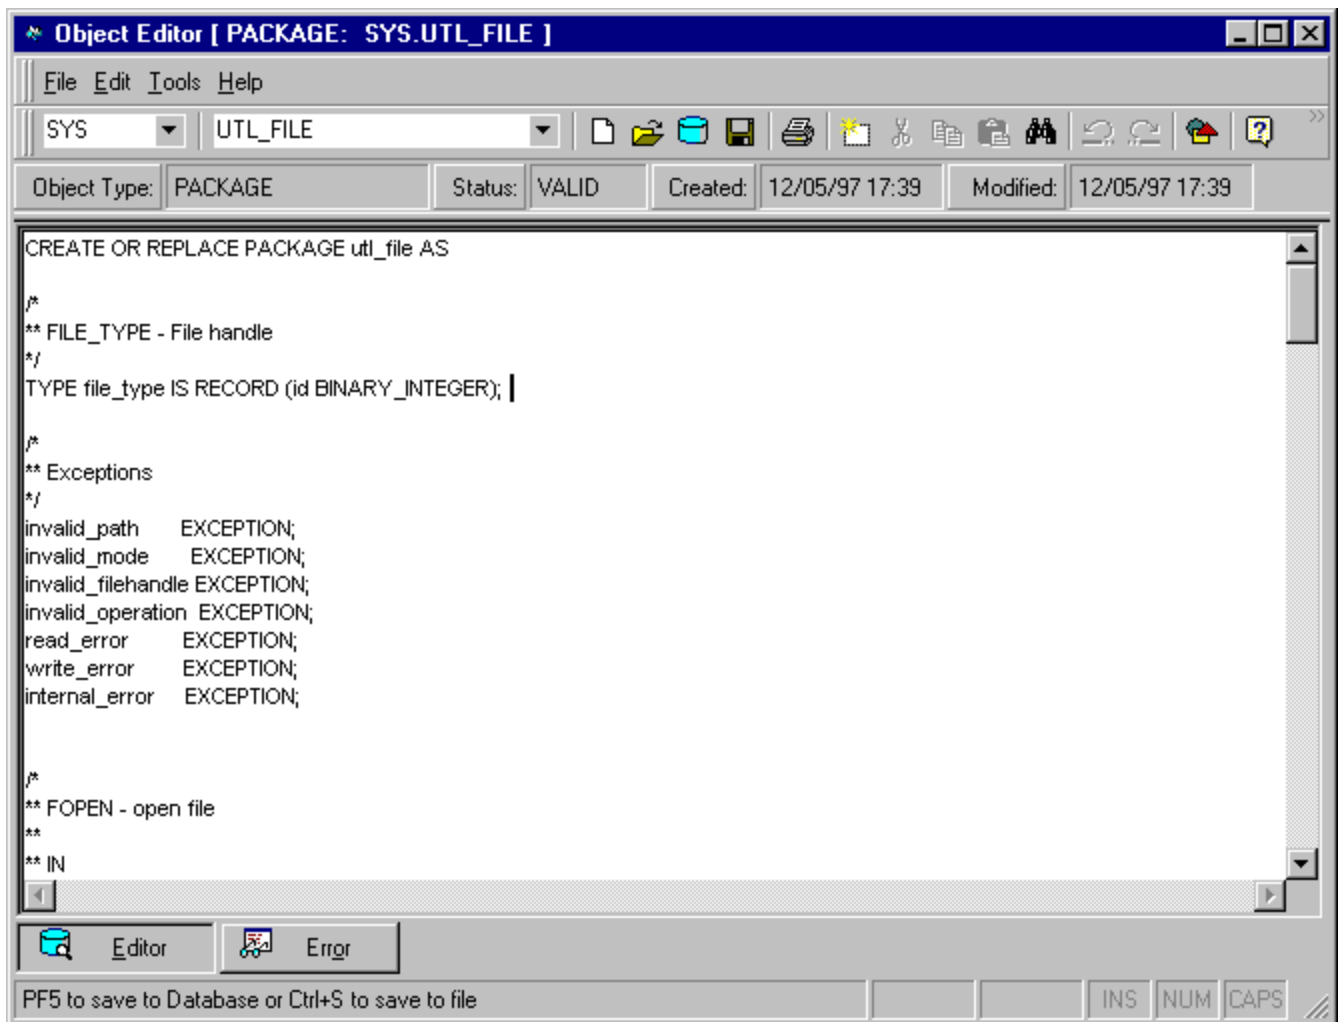 Object Editor [ PACKAGE:  SYS.UTL_FILE ]
File Edit Tools Help
SYS UTL_FILE
Object Type: PACKAGE Status: VALID Created: 12/05/97 17:39 Modified: 12/05/97 17:39
CREATE OR REPLACE PACKAGE utl_file AS
/*
** FILE_TYPE - File handle
*/
TYPE file_type IS RECORD (id BINARY_INTEGER);
/*
** Exceptions
*/
invalid_path EXCEPTION;
invalid_mode EXCEPTION;
invalid_filehandle EXCEPTION;
invalid_operation EXCEPTION;
read_error EXCEPTION;
write_error EXCEPTION;
internal_error EXCEPTION;
/*
** FOPEN - open file
**
** IN
Editor Error
PF5 to save to Database or Ctrl+S to save to file INS NUM CAPS